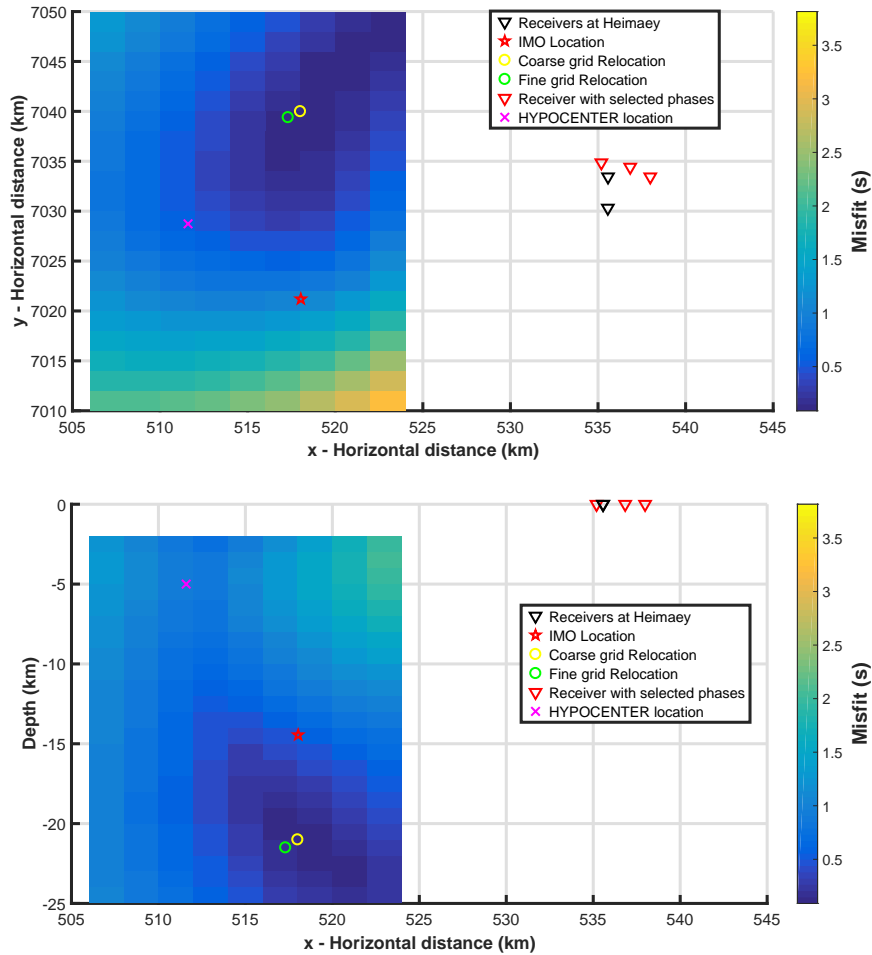 7050
7045
7040
7035
7030
7025
7020
7015
7010
y - Horizontal distance (km)
505 510 515 520 525 530 535 540 545
x - Horizontal distance (km)
Receivers at Heimaey
IMO Location
Coarse grid Relocation
Fine grid Relocation
Receiver with selected phases
HYPOCENTER location
3.5
3
2.5
2
1.5
1
0.5
Misfit (s)
0
-5
-10
-15
-20
-25
Depth (km)
505 510 515 520 525 530 535 540 545
x - Horizontal distance (km)
Receivers at Heimaey
IMO Location
Coarse grid Relocation
Fine grid Relocation
Receiver with selected phases
HYPOCENTER location
3.5
3
2.5
2
1.5
1
0.5
Misfit (s)